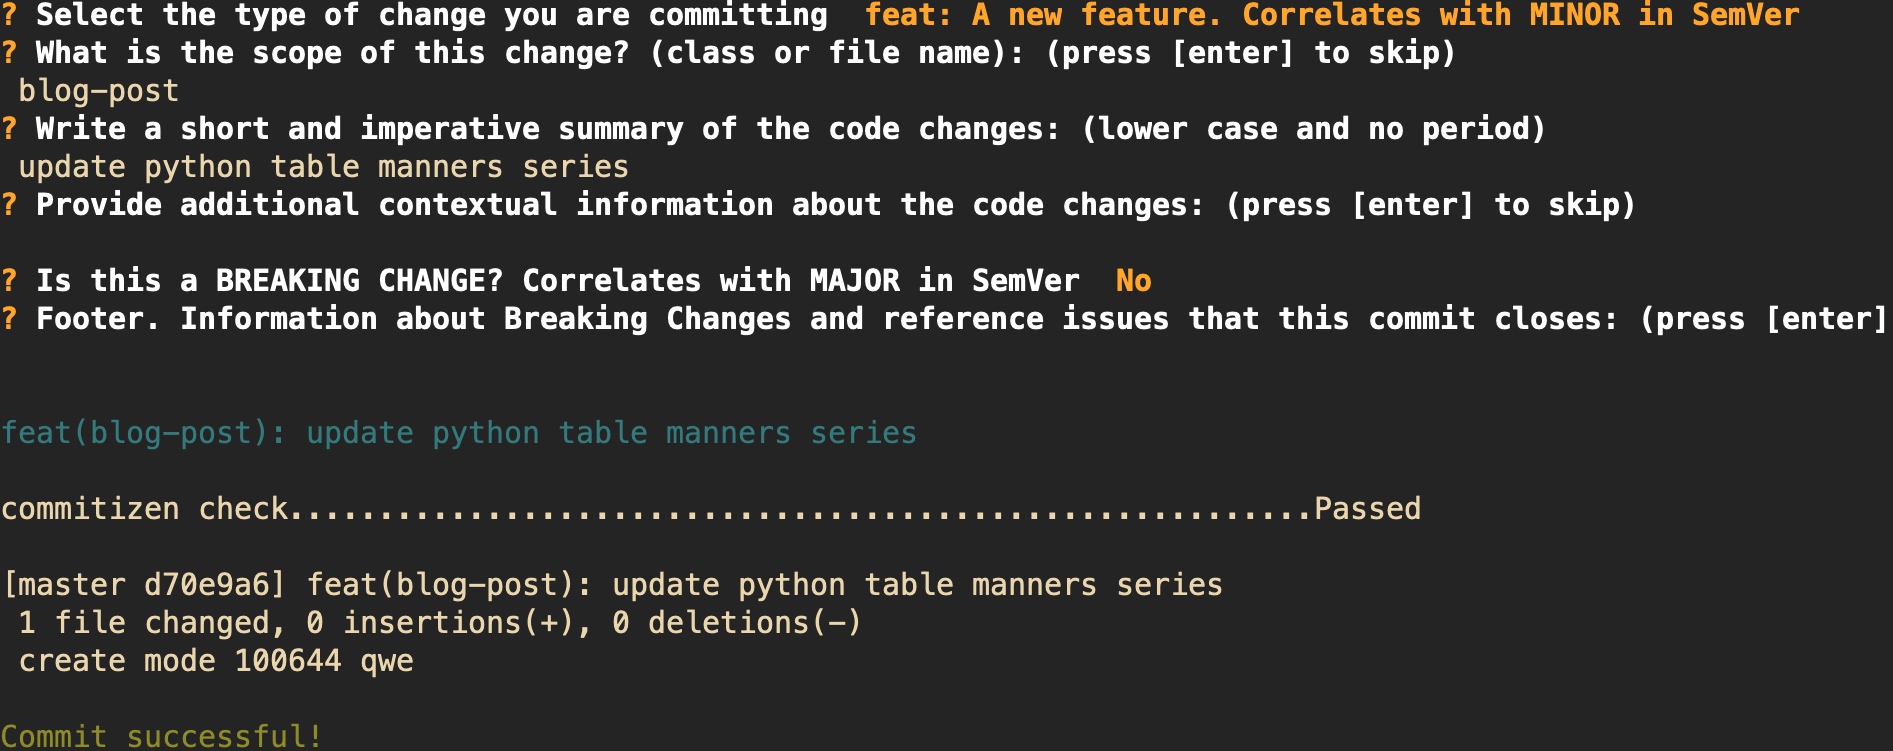 ? Select the type of change you are committing  feat: A new feature. Correlates with MINOR in SemVer
? What is the scope of this change? (class or file name): (press [enter] to skip)
 blog-post
? Write a short and imperative summary of the code changes: (lower case and no period)
 update python table manners series
? Provide additional contextual information about the code changes: (press [enter] to skip)
? Is this a BREAKING CHANGE? Correlates with MAJOR in SemVer  No
? Footer. Information about Breaking Changes and reference issues that this commit closes: (press [enter]
feat(blog-post): update python table manners series
commitizen check.........................................................Passed
[master d70e9a6] feat(blog-post): update python table manners series
 1 file changed, 0 insertions(+), 0 deletions(-)
 create mode 100644 qwe
Commit successful!